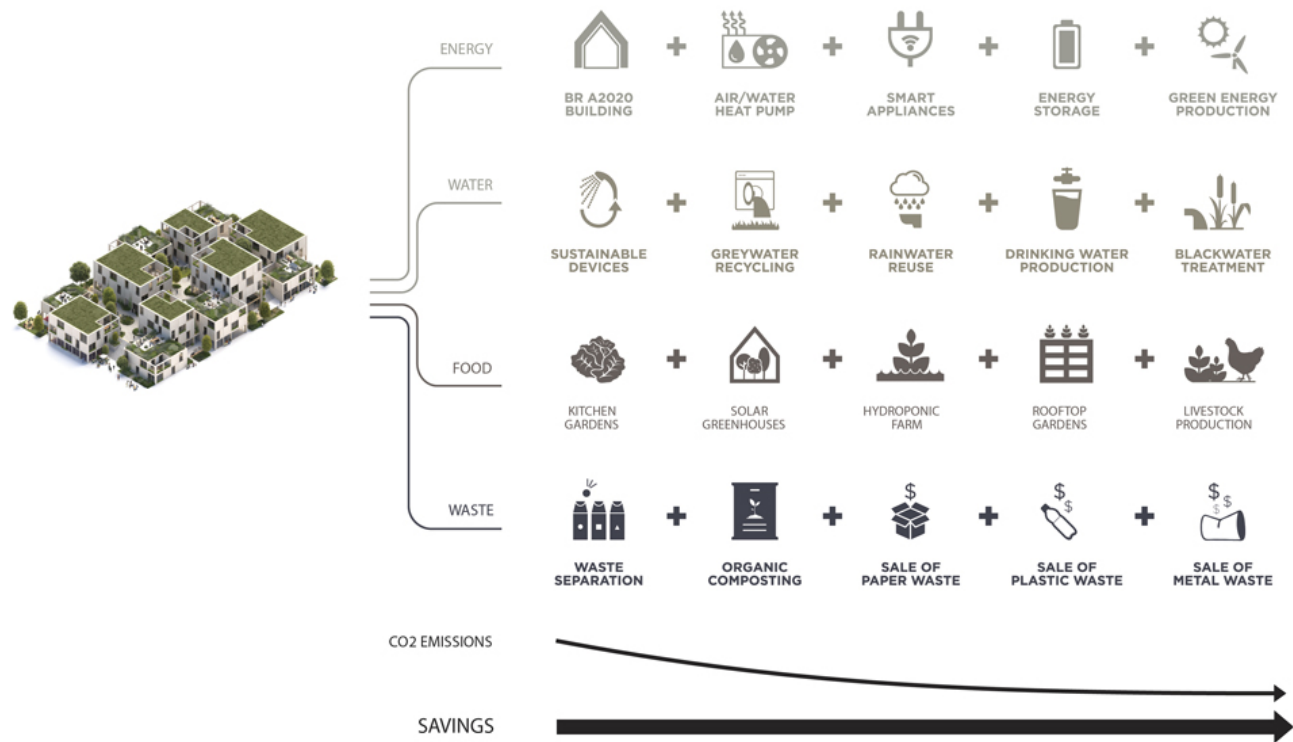 ENERGY
BR A2020
BUILDING
AIR/WATER
HEAT PUMP
SMART
APPLIANCES
ENERGY
STORAGE
GREEN ENERGY
PRODUCTION
WATER
SUSTAINABLE
DEVICES
GREYWATER
RECYCLING
RAINWATER
REUSE
DRINKING WATER
PRODUCTION
BLACKWATER
TREATMENT
FOOD
KITCHEN
GARDENS
SOLAR
GREENHOUSES
HYDROPONIC
FARM
ROOFTOP
GARDENS
LIVESTOCK
PRODUCTION
WASTE
WASTE
SEPARATION
ORGANIC
COMPOSTING
$
SALE OF
PAPER WASTE
$ $
SALE OF
PLASTIC WASTE
$ $ $
SALE OF
METAL WASTE
CO2 EMISSIONS
SAVINGS